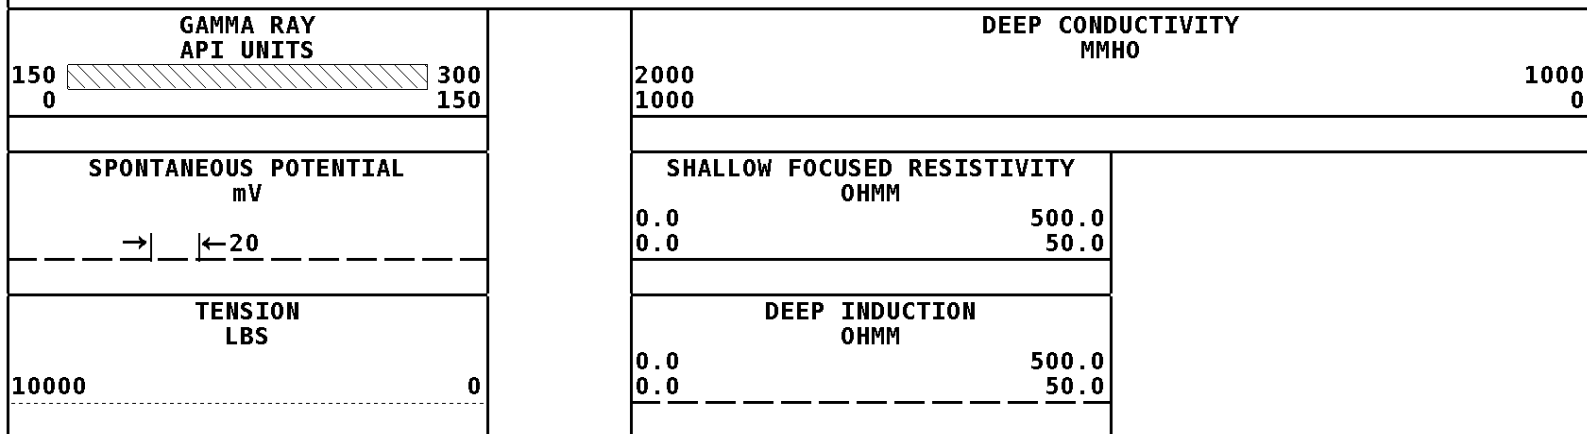 GAMMA RAY
API UNITS
150 300
0 150
SPONTANEOUS POTENTIAL
mV
→| |←20
TENSION
LBS
10000 0
DEEP CONDUCTIVITY
MMHO
2000 1000
1000 0
SHALLOW FOCUSED RESISTIVITY
OHMM
0.0 500.0
0.0 50.0
DEEP INDUCTION
OHMM
0.0 500.0
0.0 50.0